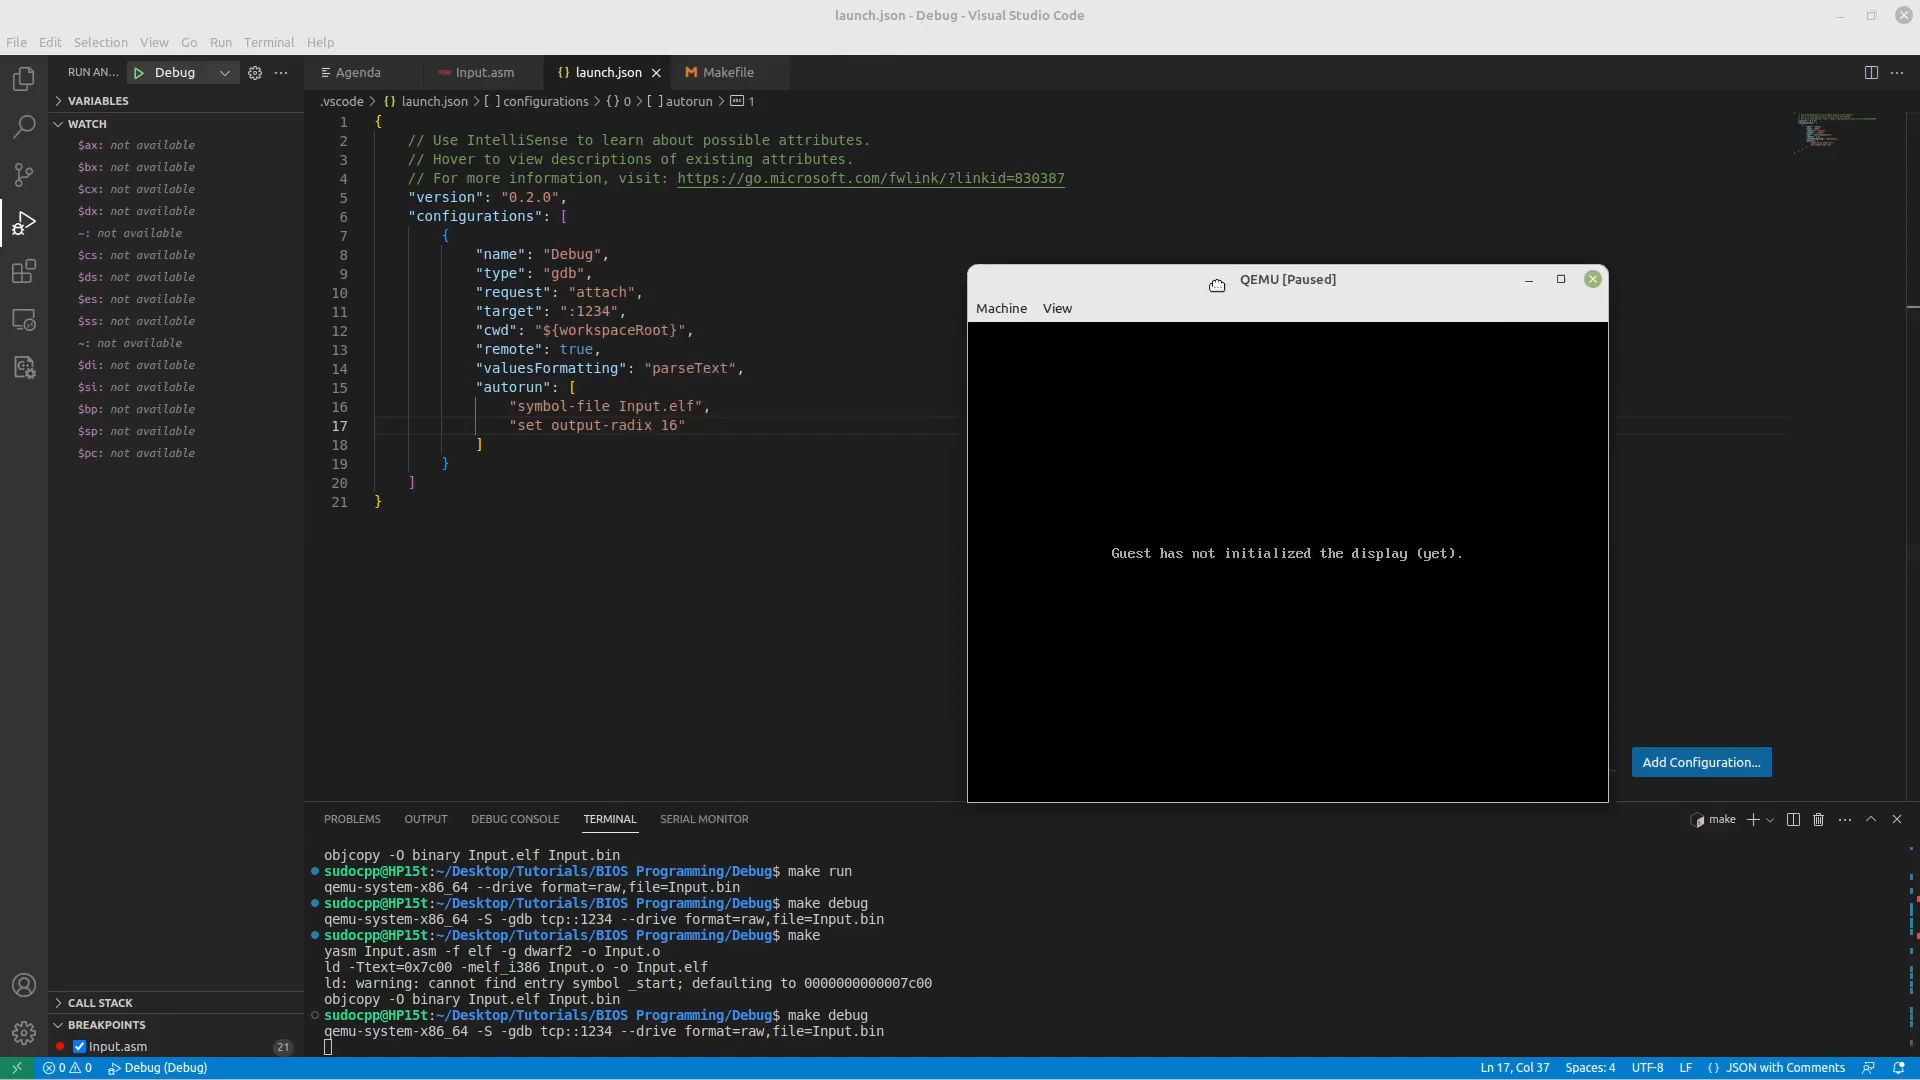 launch.json - Debug - Visual Studio Code
File Edit Selection View Go Run Terminal Help
RUN AN... Debug
Agenda Input.asm {} launch.json Makefile
VARIABLES
.vscode > {} launch.json > [ ] configurations > {} 0 > [ ] autorun > 1
WATCH
$ax: not available
$bx: not available
$cx: not available
$dx: not available
~: not available
$cs: not available
$ds: not available
$es: not available
$ss: not available
~: not available
$di: not available
$si: not available
$bp: not available
$sp: not available
$pc: not available
CALL STACK
BREAKPOINTS
Input.asm 21
1 {
2 // Use IntelliSense to learn about possible attributes.
3 // Hover to view descriptions of existing attributes.
4 // For more information, visit: https://go.microsoft.com/fwlink/?linkid=830387
5 "version": "0.2.0",
6 "configurations": [
7 {
8 "name": "Debug",
9 "type": "gdb",
10 "request": "attach",
11 "target": ":1234",
12 "cwd": "${workspaceRoot}",
13 "remote": true,
14 "valuesFormatting": "parseText",
15 "autorun": [
16 "symbol-file Input.elf",
17 "set output-radix 16"
18 ]
19 }
20 ]
21 }
QEMU [Paused]
Machine View
Guest has not initialized the display (yet).
Add Configuration...
PROBLEMS OUTPUT DEBUG CONSOLE TERMINAL SERIAL MONITOR
make
objcopy -O binary Input.elf Input.bin
sudocpp@HP15t:~/Desktop/Tutorials/BIOS Programming/Debug$ make run
qemu-system-x86_64 --drive format=raw,file=Input.bin
sudocpp@HP15t:~/Desktop/Tutorials/BIOS Programming/Debug$ make debug
qemu-system-x86_64 -S -gdb tcp::1234 --drive format=raw,file=Input.bin
sudocpp@HP15t:~/Desktop/Tutorials/BIOS Programming/Debug$ make
yasm Input.asm -f elf -g dwarf2 -o Input.o
ld -Ttext=0x7c00 -melf_i386 Input.o -o Input.elf
ld: warning: cannot find entry symbol _start; defaulting to 0000000000007c00
objcopy -O binary Input.elf Input.bin
sudocpp@HP15t:~/Desktop/Tutorials/BIOS Programming/Debug$ make debug
qemu-system-x86_64 -S -gdb tcp::1234 --drive format=raw,file=Input.bin
0 0 Debug (Debug) Ln 17, Col 37 Spaces: 4 UTF-8 LF {} JSON with Comments